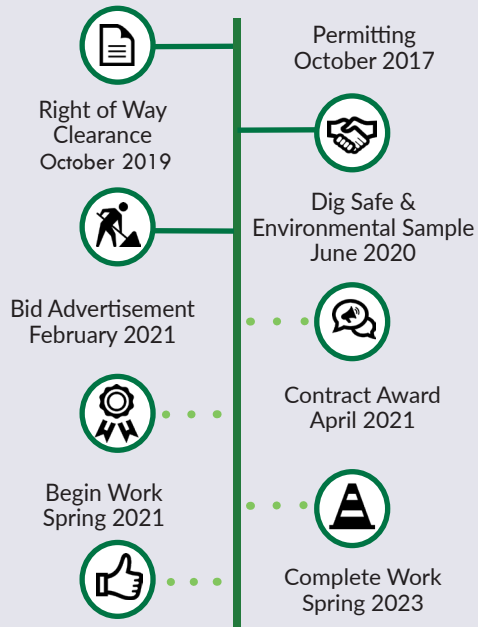 Permitting
October 2017
Right of Way
Clearance
October 2019
Dig Safe &
Environmental Sample
June 2020
Bid Advertisement
February 2021
Contract Award
April 2021
Begin Work
Spring 2021
Complete Work
Spring 2023